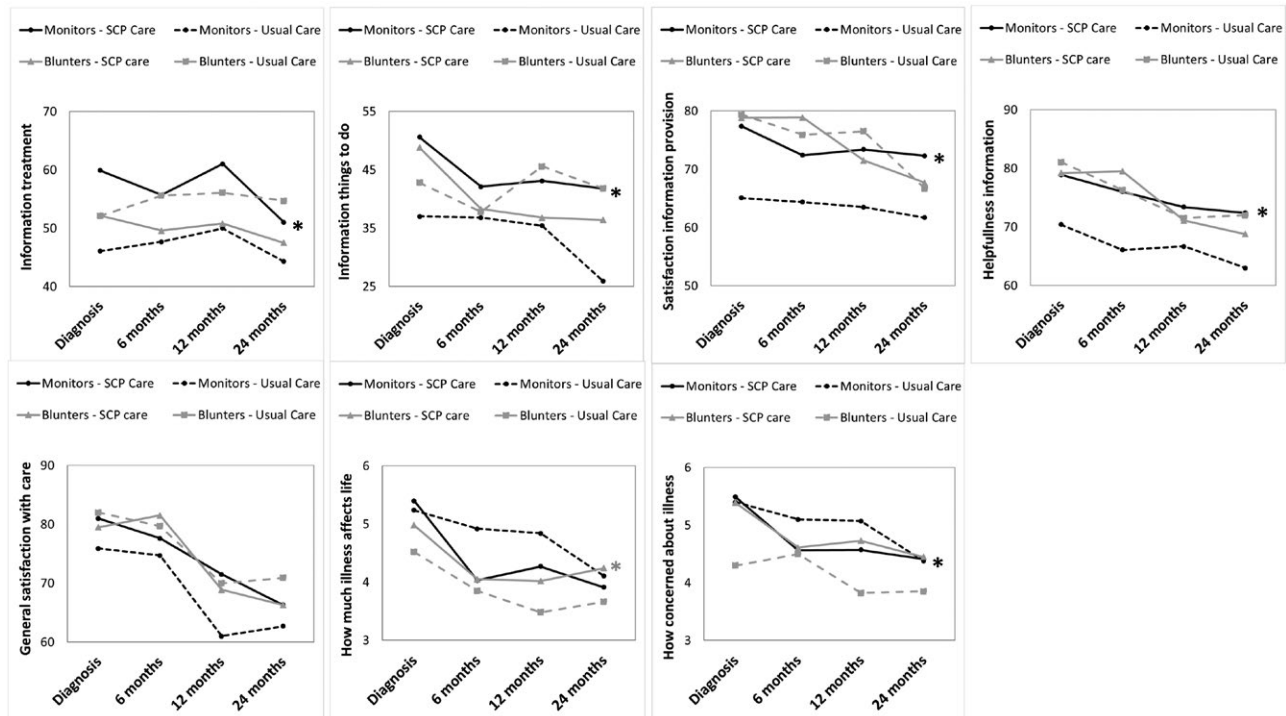 Monitors - SCP Care Monitors - Usual Care
Blunters - SCP care Blunters - Usual Care
Information treatment
70
60
50
40
*
Diagnosis
6 months
12 months
24 months
Monitors - SCP Care Monitors - Usual Care
Blunters - SCP care Blunters - Usual Care
Information things to do
55
45
35
25
*
Diagnosis
6 months
12 months
24 months
Monitors - SCP Care Monitors - Usual Care
Blunters - SCP care Blunters - Usual Care
Satisfaction information provision
80
70
60
50
*
Diagnosis
6 months
12 months
24 months
Monitors - SCP Care Monitors - Usual Care
Blunters - SCP care Blunters - Usual Care
Helpfullness information
90
80
70
60
*
Diagnosis
6 months
12 months
24 months
Monitors - SCP Care Monitors - Usual Care
Blunters - SCP care Blunters - Usual Care
General satisfaction with care
90
80
70
60
Diagnosis
6 months
12 months
24 months
Monitors - SCP Care Monitors - Usual Care
Blunters - SCP care Blunters - Usual Care
How much illness affects life
6
5
4
3
*
Diagnosis
6 months
12 months
24 months
Monitors - SCP Care Monitors - Usual Care
Blunters - SCP care Blunters - Usual Care
How concerned about illness
6
5
4
3
*
Diagnosis
6 months
12 months
24 months